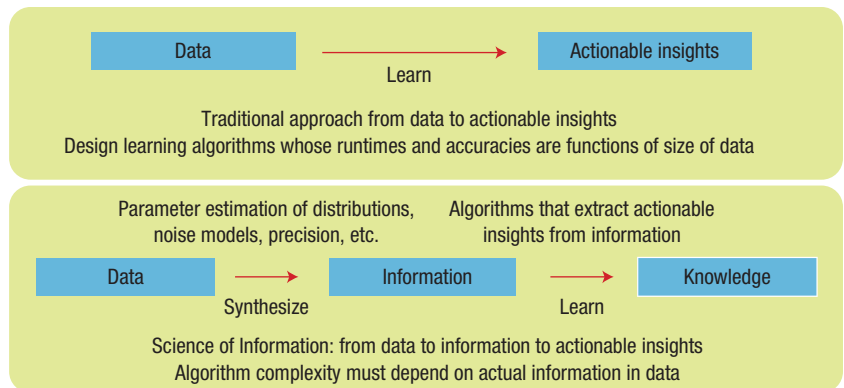 Data
Actionable insights
Learn
Traditional approach from data to actionable insights
Design learning algorithms whose runtimes and accuracies are functions of size of data
Parameter estimation of distributions,
noise models, precision, etc.
Algorithms that extract actionable
insights from information
Data
Information
Knowledge
Synthesize
Learn
Science of Information: from data to information to actionable insights
Algorithm complexity must depend on actual information in data